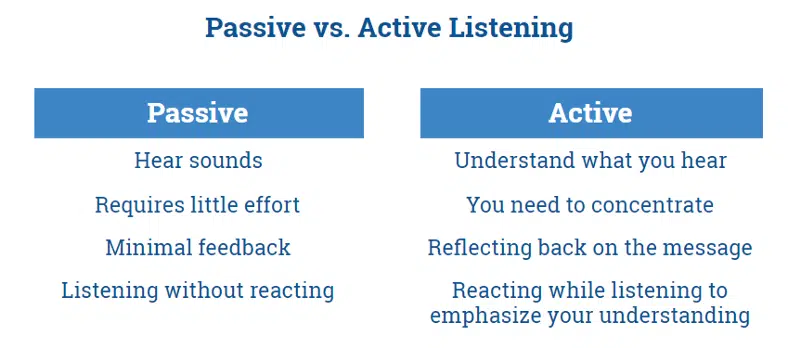 Passive vs. Active Listening
Passive
Hear sounds
Requires little effort
Minimal feedback
Listening without reacting
Active
Understand what you hear
You need to concentrate
Reflecting back on the message
Reacting while listening to
emphasize your understanding